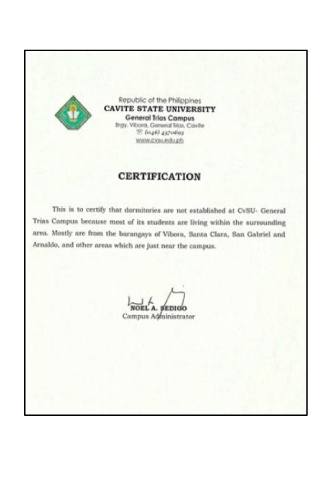 Republic of the Philippines
CAVITE STATE UNIVERSITY
General Trias Campus
Brgy. Vibora, General Trias, Cavite
☏ (046) 4370693
www.cvsu.edu.ph
CERTIFICATION
This is to certify that dormitories are not established at CvSU- General
Trias Campus because most of its students are living within the surrounding
area. Mostly are from the barangays of Vibora, Santa Clara, San Gabriel and
Arnaldo, and other areas which are just near the campus.
NOEL A. SEDIGO
Campus Administrator